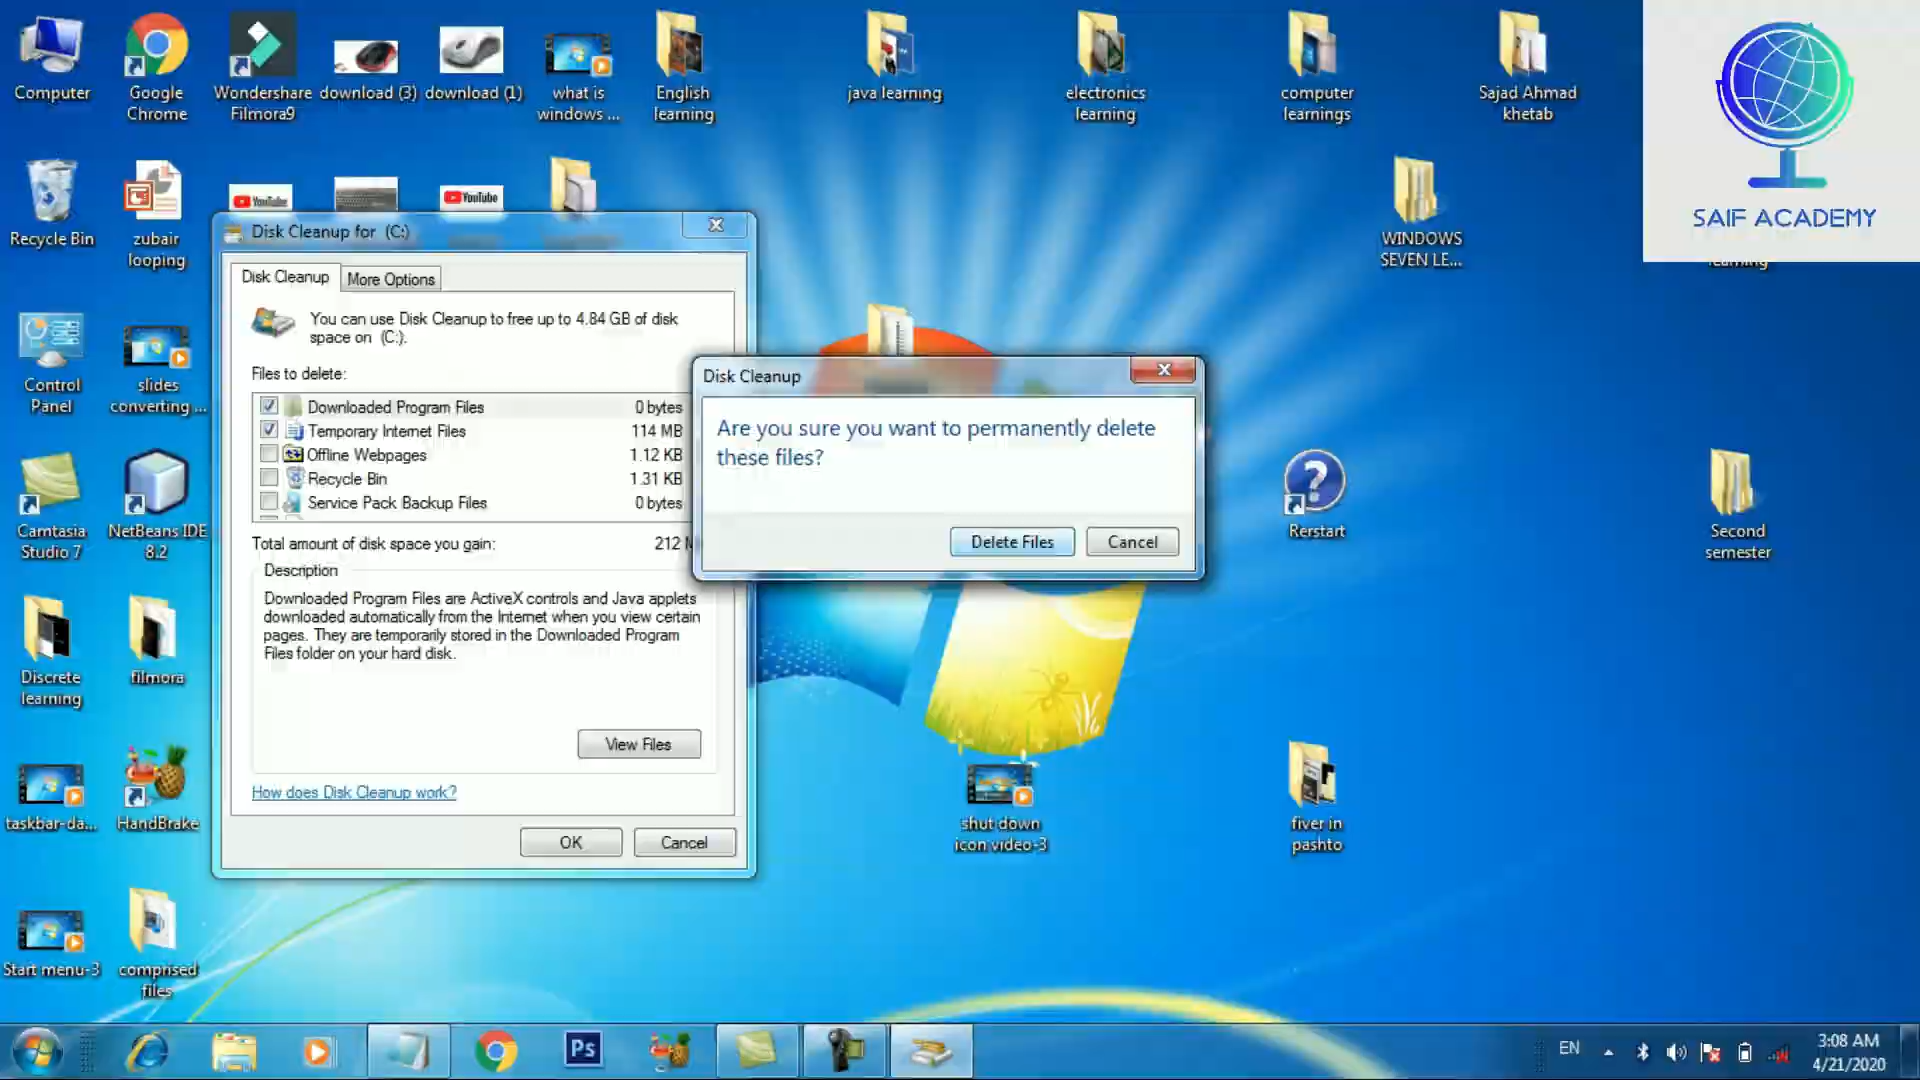 Computer
Google
Chrome
Wondershare
Filmora9
download (3)
download (1)
what is
windows ...
English
learning
java learning
electronics
learning
computer
learnings
Sajad Ahmad
khetab
SAIF ACADEMY
Recycle Bin
zubair
looping
YouTube
YouTube
WINDOWS
SEVEN LE...
learning
Disk Cleanup for (C:)
Disk Cleanup
More Options
You can use Disk Cleanup to free up to 4.84 GB of disk
space on (C:).
Files to delete:
Downloaded Program Files 0 bytes
Temporary Internet Files 114 MB
Offline Webpages 1.12 KB
Recycle Bin 1.31 KB
Service Pack Backup Files 0 bytes
Total amount of disk space you gain: 212
Description
Downloaded Program Files are ActiveX controls and Java applets
downloaded automatically from the Internet when you view certain
pages. They are temporarily stored in the Downloaded Program
Files folder on your hard disk.
View Files
How does Disk Cleanup work?
OK
Cancel
Disk Cleanup
Are you sure you want to permanently delete
these files?
Delete Files
Cancel
Control
Panel
slides
converting ...
Camtasia
Studio 7
NetBeans IDE
8.2
Rerstart
Second
semester
Discrete
learning
filmora
taskbar-da...
HandBrake
shut down
icon video-3
fiver in
pashto
Start menu-3
comprised
files
Ps
EN
3:08 AM
4/21/2020